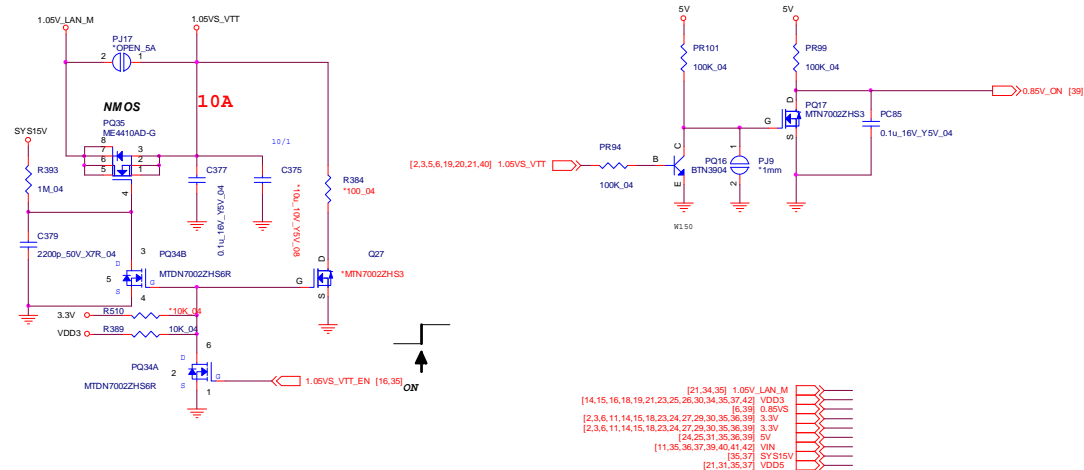 1.05V_LAN_M
1.05VS_VTT
PJ17
*OPEN_5A
2
1
NMOS
10A
PQ35
ME4410AD-G
SYS15V
8
7
6
5
3
2
1
4
10/1
R393
1M_04
C377
0.1u_16V_Y5V_04
C375
*10u_10V_Y5V_08
R384
*100_04
C379
2200p_50V_X7R_04
3
PQ34B
D
5
G
S
MTDN7002ZHS6R
4
Q27
D
G
S
*MTN7002ZHS3
3.3V
R510
*10K_04
VDD3
R389
10K_04
6
D
PQ34A
2
G
S
MTDN7002ZHS6R
1
1.05VS_VTT_EN [16,35]
ON
5V
5V
PR101
100K_04
PR99
100K_04
0.85V_ON [39]
D
PQ17
MTN7002ZHS3
G
S
PC85
0.1u_16V_Y5V_04
[2,3,5,6,19,20,21,40] 1.05VS_VTT
PR94
100K_04
B
C
E
PQ16
BTN3904
1
PJ9
*1mm
2
W150
[21,34,35] 1.05V_LAN_M
[14,15,16,18,19,21,23,25,26,30,34,35,37,42] VDD3
[6,39] 0.85VS
[2,3,6,11,14,15,18,23,24,27,29,30,35,36,39] 3.3V
[2,3,6,11,14,15,18,23,24,27,29,30,35,36,39] 3.3V
[24,25,31,35,36,39] 5V
[11,35,36,37,39,40,41,42] VIN
[35,37] SYS15V
[21,31,35,37] VDD5